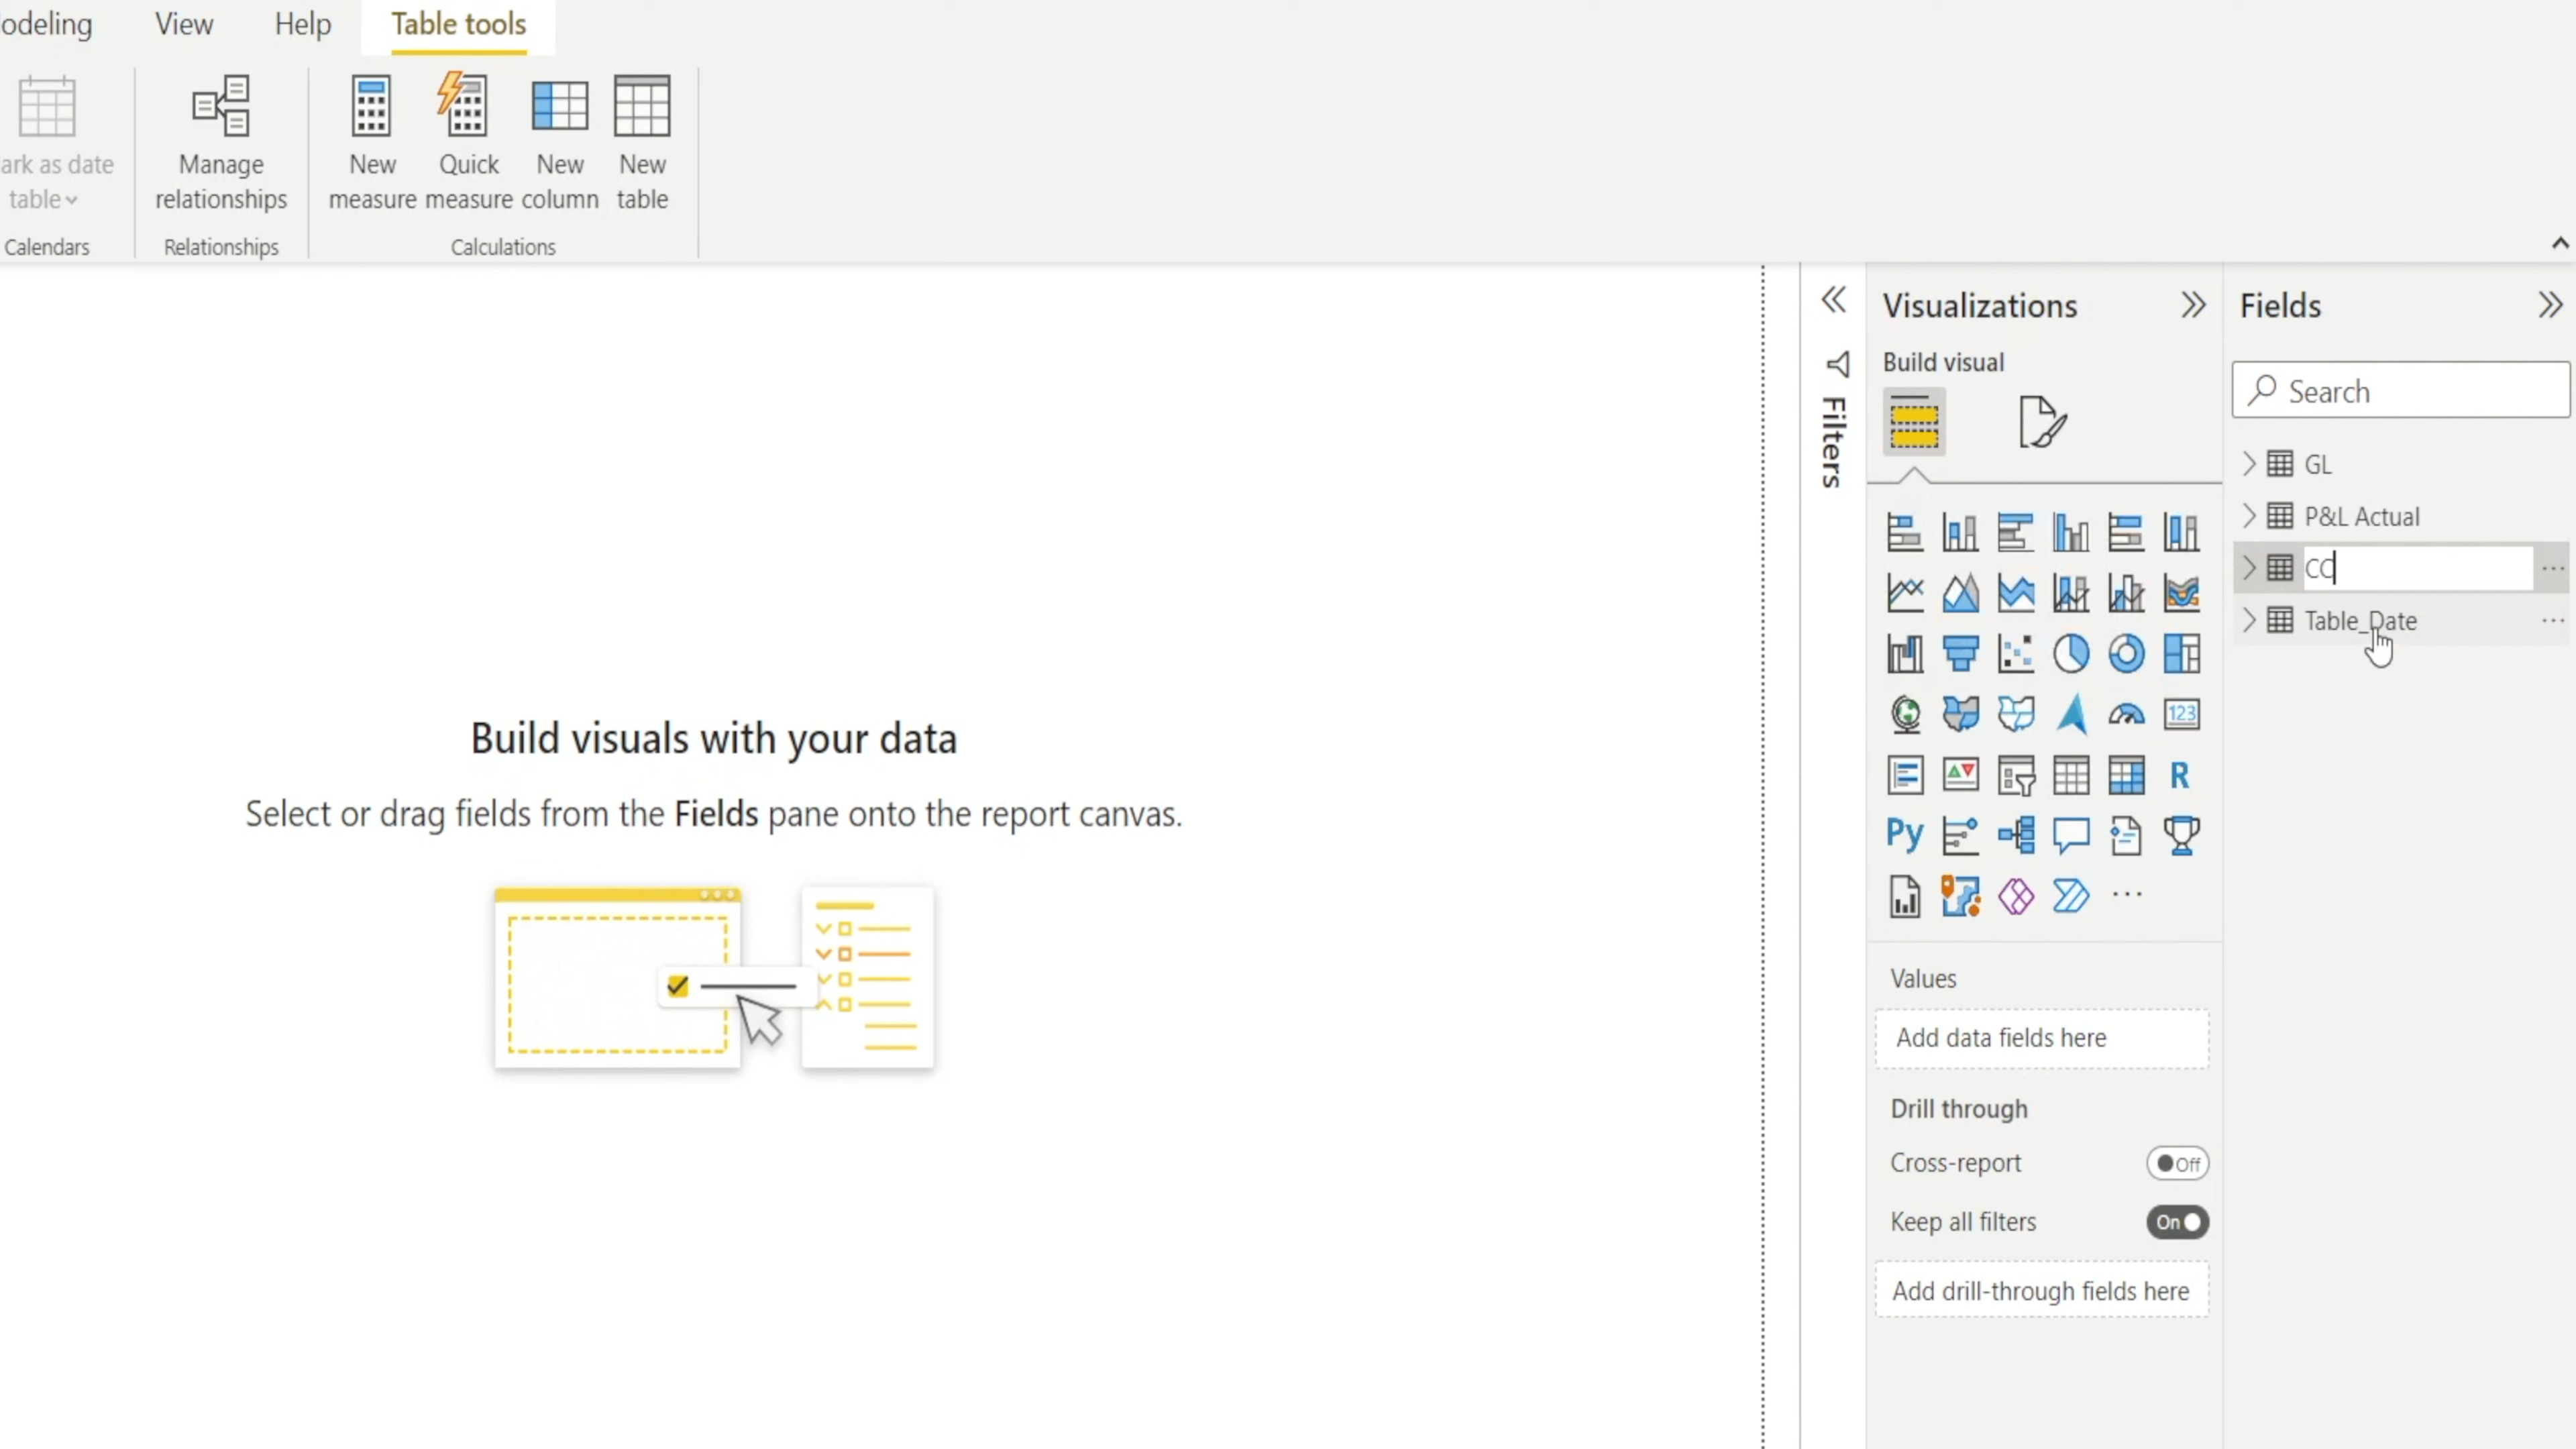 odeling View Help Table tools
ark as date table
Manage relationships
New measure
Quick measure
New column
New table
Calendars Relationships Calculations
Filters
Visualizations
Build visual
123
R
Py
Values
Add data fields here
Drill through
Cross-report Off
Keep all filters On
Add drill-through fields here
Fields
Search
GL
P&L Actual
CC
Table_Date
Build visuals with your data
Select or drag fields from the Fields pane onto the report canvas.